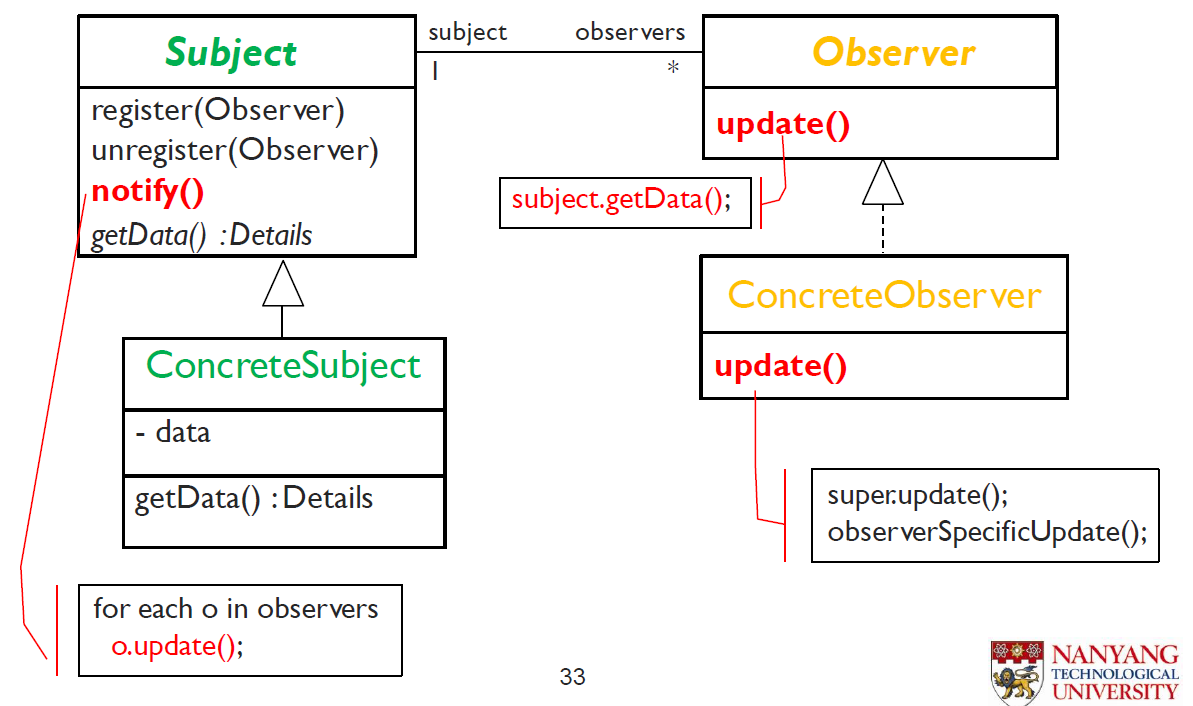 Subject
register(Observer)
unregister(Observer)
notify()
getData() : Details
subject
observers
1
*
Observer
update()
subject.getData();
ConcreteSubject
- data
getData() : Details
ConcreteObserver
update()
super.update();
observerSpecificUpdate();
for each o in observers
o.update();
33
NANYANG
TECHNOLOGICAL
UNIVERSITY